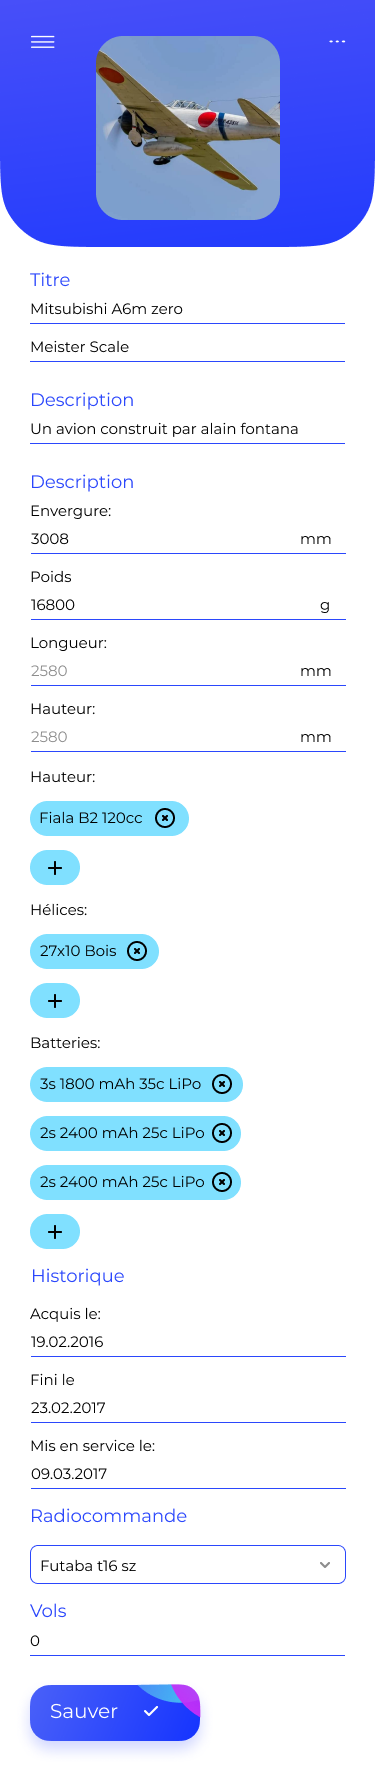 Titre
Mitsubishi A6m zero
Meister Scale
Description
Un avion construit par alain fontana
Description
Envergure:
3008 mm
Poids
16800 g
Longueur:
2580 mm
Hauteur:
2580 mm
Hauteur:
Fiala B2 120cc
Hélices:
27x10 Bois
Batteries:
3s 1800 mAh 35c LiPo
2s 2400 mAh 25c LiPo
2s 2400 mAh 25c LiPo
Historique
Acquis le:
19.02.2016
Fini le
23.02.2017
Mis en service le:
09.03.2017
Radiocommande
Futaba t16 sz
Vols
0
Sauver